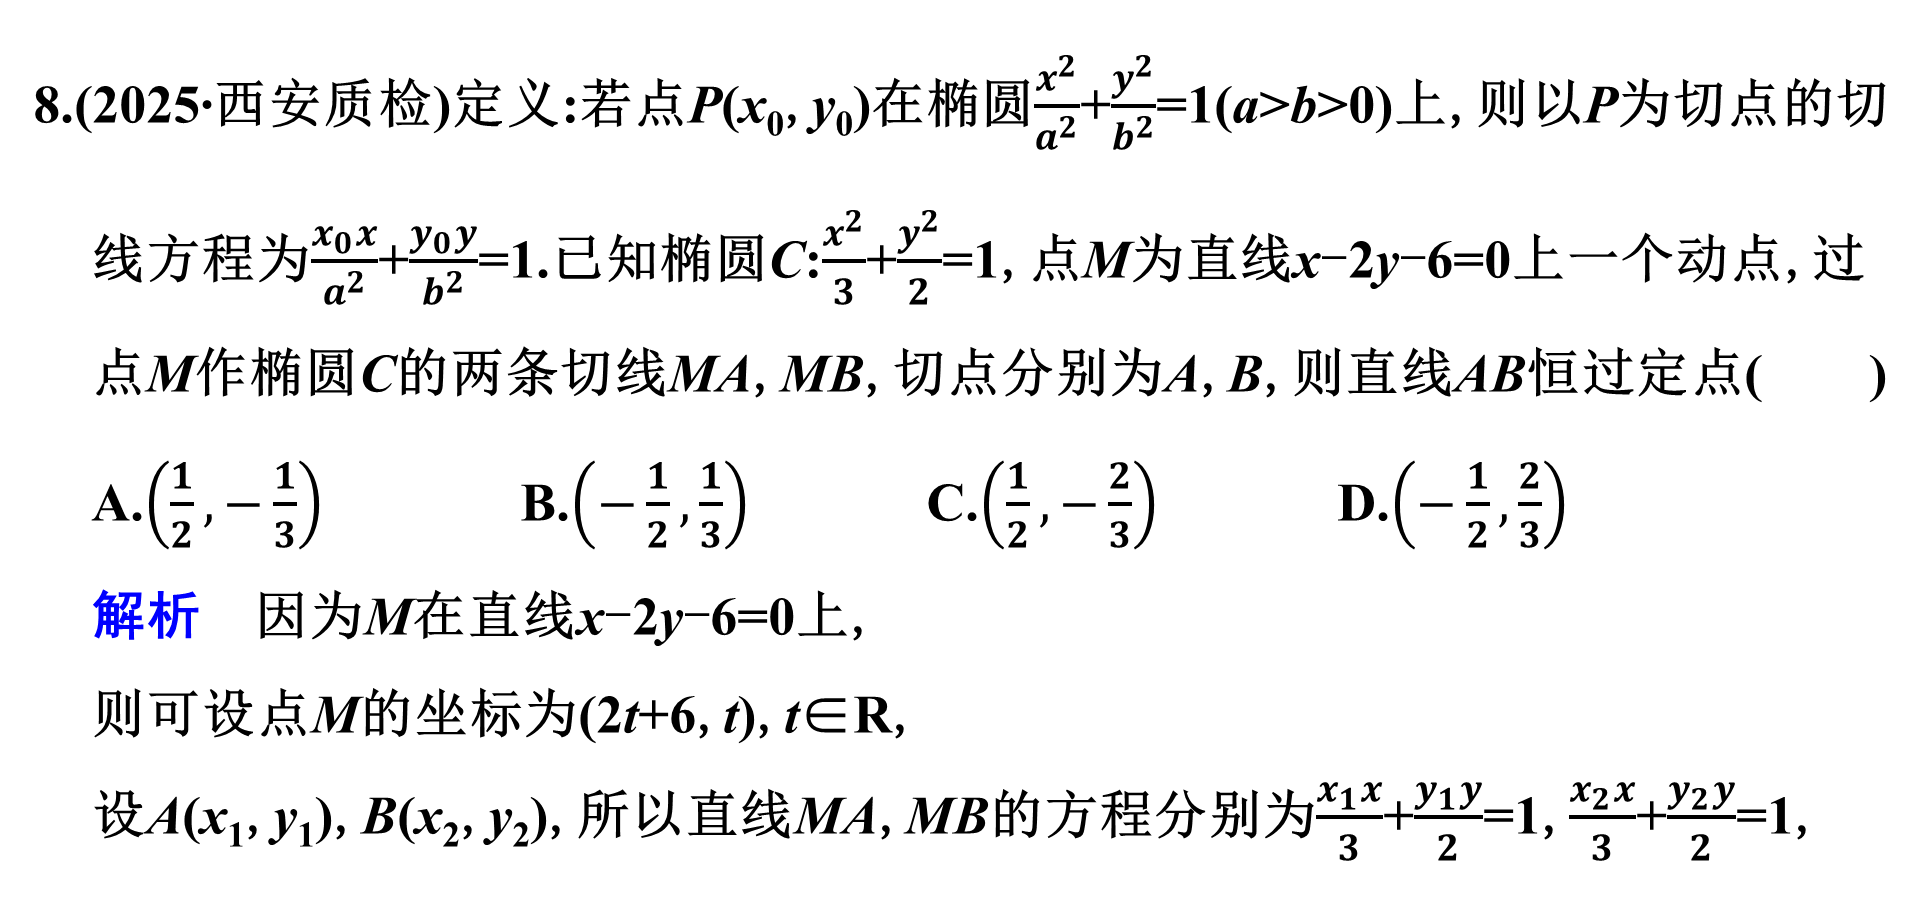 8.(2025·西安质检)定义:若点P(x₀, y₀)在椭圆x²/a²+y²/b²=1(a>b>0)上, 则以P为切点的切
线方程为x₀x/a²+y₀y/b²=1.已知椭圆C:x²/3+y²/2=1, 点M为直线x−2y−6=0上一个动点, 过
点M作椭圆C的两条切线MA, MB, 切点分别为A, B, 则直线AB恒过定点(  )
A.(1/2, −1/3) B.(−1/2, 1/3) C.(1/2, −2/3) D.(−1/2, 2/3)
解析 因为M在直线x−2y−6=0上,
则可设点M的坐标为(2t+6, t), t∈R,
设A(x₁, y₁), B(x₂, y₂), 所以直线MA, MB的方程分别为x₁x/3+y₁y/2=1, x₂x/3+y₂y/2=1,